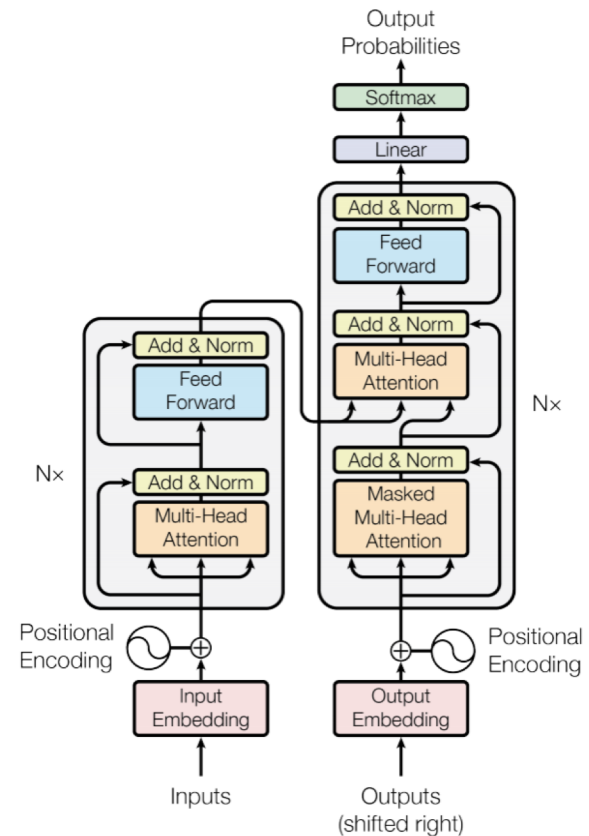 Output
Probabilities
Softmax
Linear
Add & Norm
Feed
Forward
Add & Norm
Multi-Head
Attention
Add & Norm
Masked
Multi-Head
Attention
N×
Add & Norm
Feed
Forward
Add & Norm
Multi-Head
Attention
N×
Positional
Encoding
Positional
Encoding
Input
Embedding
Output
Embedding
Inputs
Outputs
(shifted right)